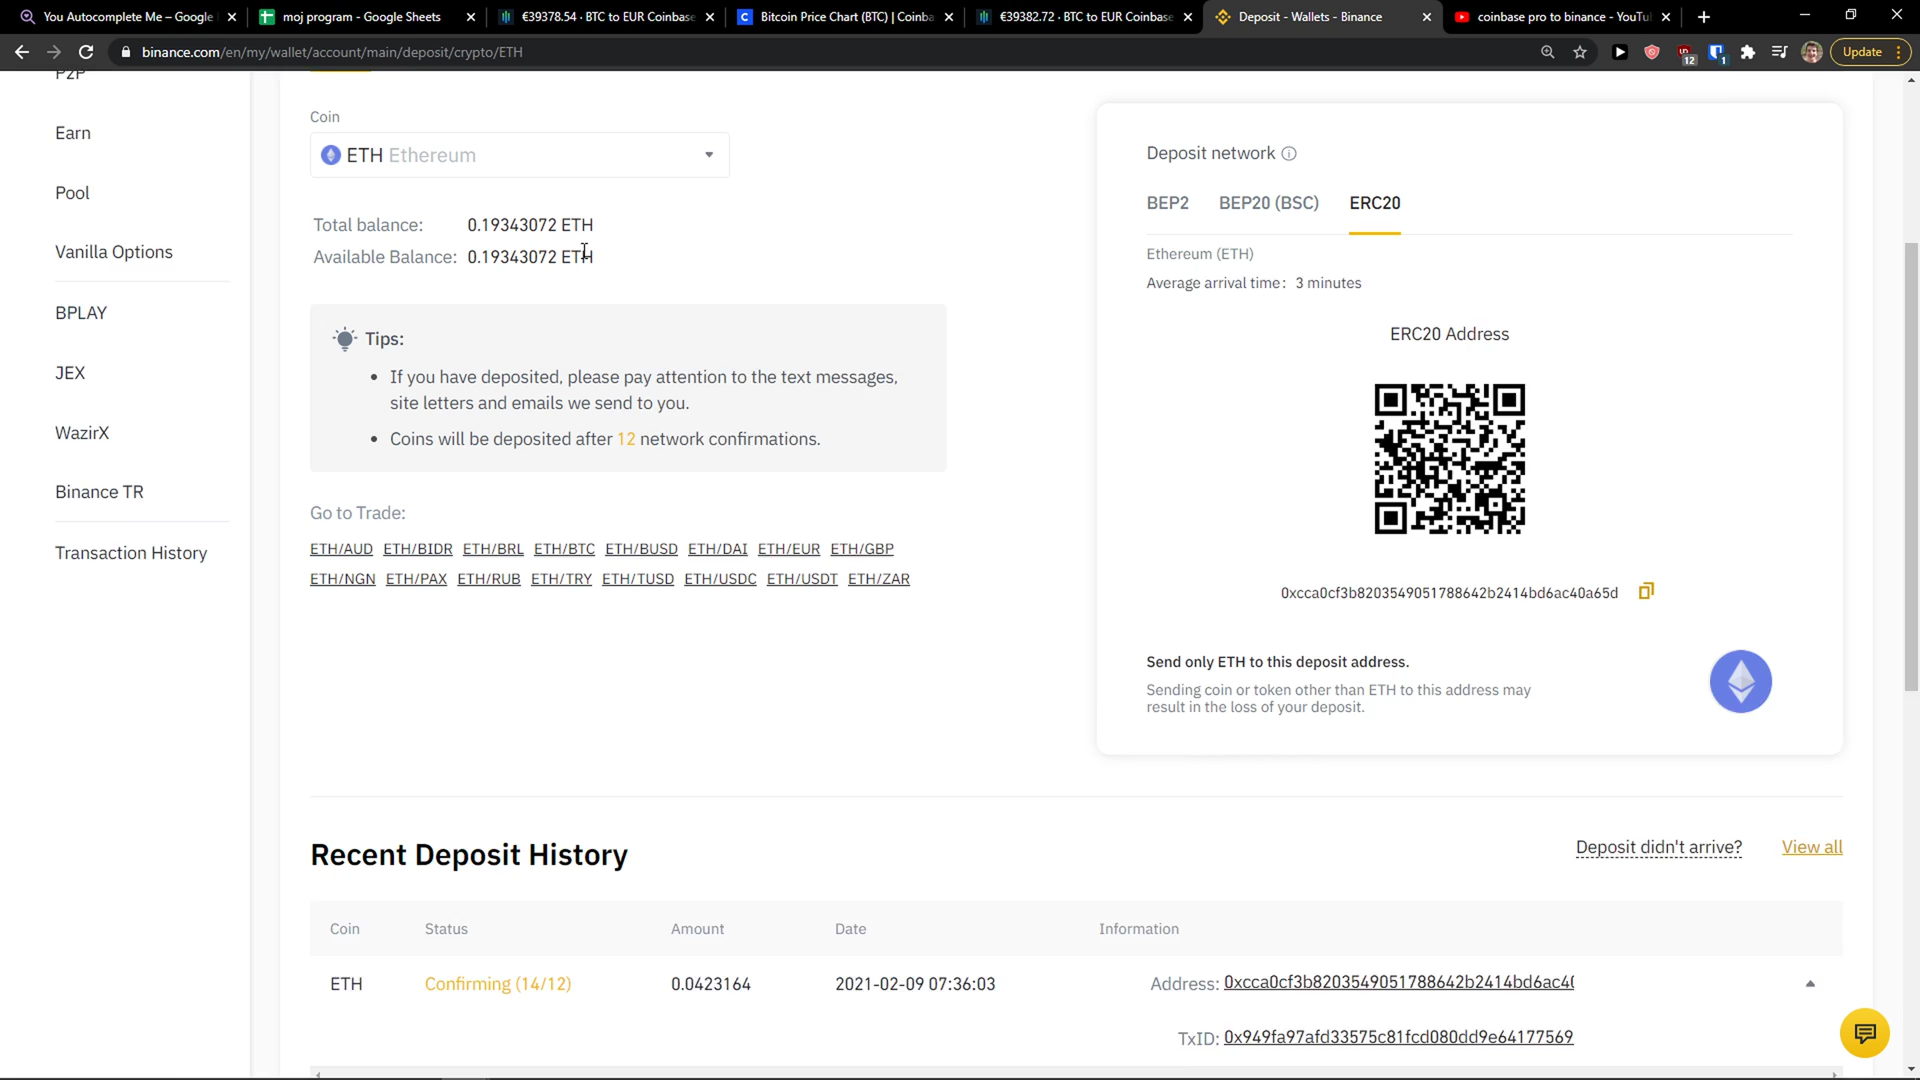 You Autocomplete Me – Google
moj program - Google Sheets
€39378.54 · BTC to EUR Coinbase
Bitcoin Price Chart (BTC) | Coinba
€39382.72 · BTC to EUR Coinbase
Deposit - Wallets - Binance
coinbase pro to binance - YouTu
binance.com/en/my/wallet/account/main/deposit/crypto/ETH
12
1
Update
P2P
Earn
Pool
Vanilla Options
BPLAY
JEX
WazirX
Binance TR
Transaction History
Coin
ETH Ethereum
Total balance: 0.19343072 ETH
Available Balance: 0.19343072 ETH
Tips:
If you have deposited, please pay attention to the text messages,
site letters and emails we send to you.
Coins will be deposited after 12 network confirmations.
Go to Trade:
ETH/AUD ETH/BIDR ETH/BRL ETH/BTC ETH/BUSD ETH/DAI ETH/EUR ETH/GBP
ETH/NGN ETH/PAX ETH/RUB ETH/TRY ETH/TUSD ETH/USDC ETH/USDT ETH/ZAR
Deposit network
BEP2 BEP20 (BSC) ERC20
Ethereum (ETH)
Average arrival time: 3 minutes
ERC20 Address
0xcca0cf3b8203549051788642b2414bd6ac40a65d
Send only ETH to this deposit address.
Sending coin or token other than ETH to this address may
result in the loss of your deposit.
Recent Deposit History
Deposit didn't arrive? View all
Coin Status Amount Date Information
ETH Confirming (14/12) 0.0423164 2021-02-09 07:36:03 Address: 0xcca0cf3b8203549051788642b2414bd6ac4(
TxID: 0x949fa97afd33575c81fcd080dd9e64177569